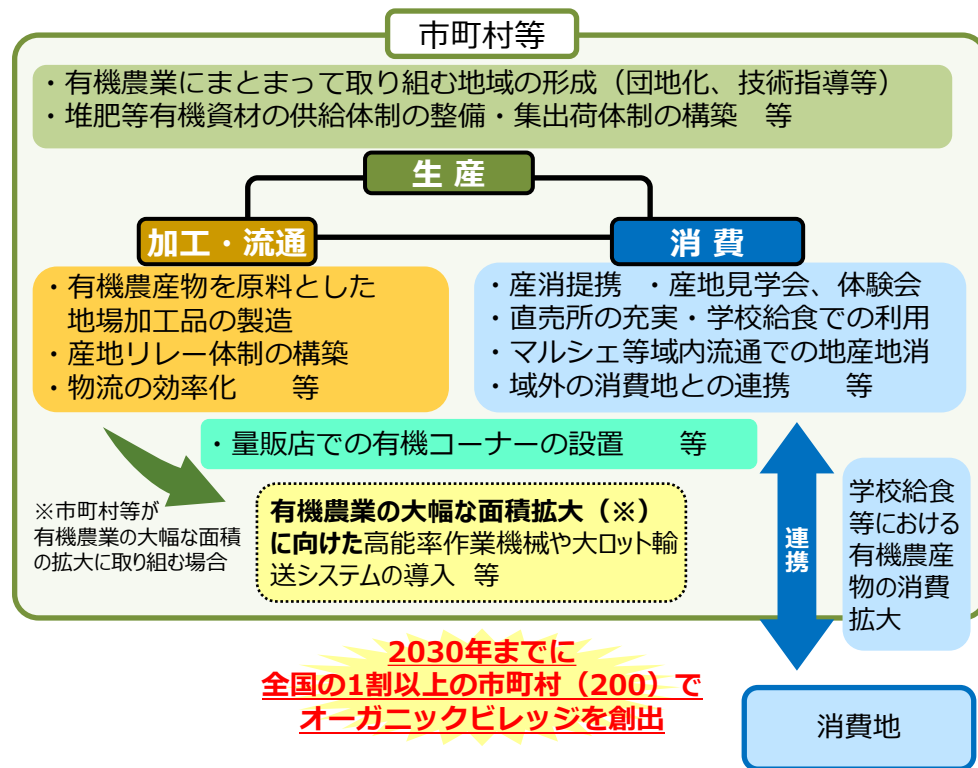 市町村等
・有機農業にまとまって取り組む地域の形成（団地化、技術指導等）
・堆肥等有機資材の供給体制の整備・集出荷体制の構築　等
生 産
加工・流通
消 費
・有機農産物を原料とした
地場加工品の製造
・産地リレー体制の構築
・物流の効率化　　等
・産消提携　・産地見学会、体験会
・直売所の充実・学校給食での利用
・マルシェ等域内流通での地産地消
・域外の消費地との連携　　等
・量販店での有機コーナーの設置　　等
※市町村等が
有機農業の大幅な面積
の拡大に取り組む場合
有機農業の大幅な面積拡大（※）
に向けた高能率作業機械や大ロット輸
送システムの導入　等
連携
学校給食
等における
有機農産
物の消費
拡大
2030年までに
全国の1割以上の市町村（200）で
オーガニックビレッジを創出
消費地